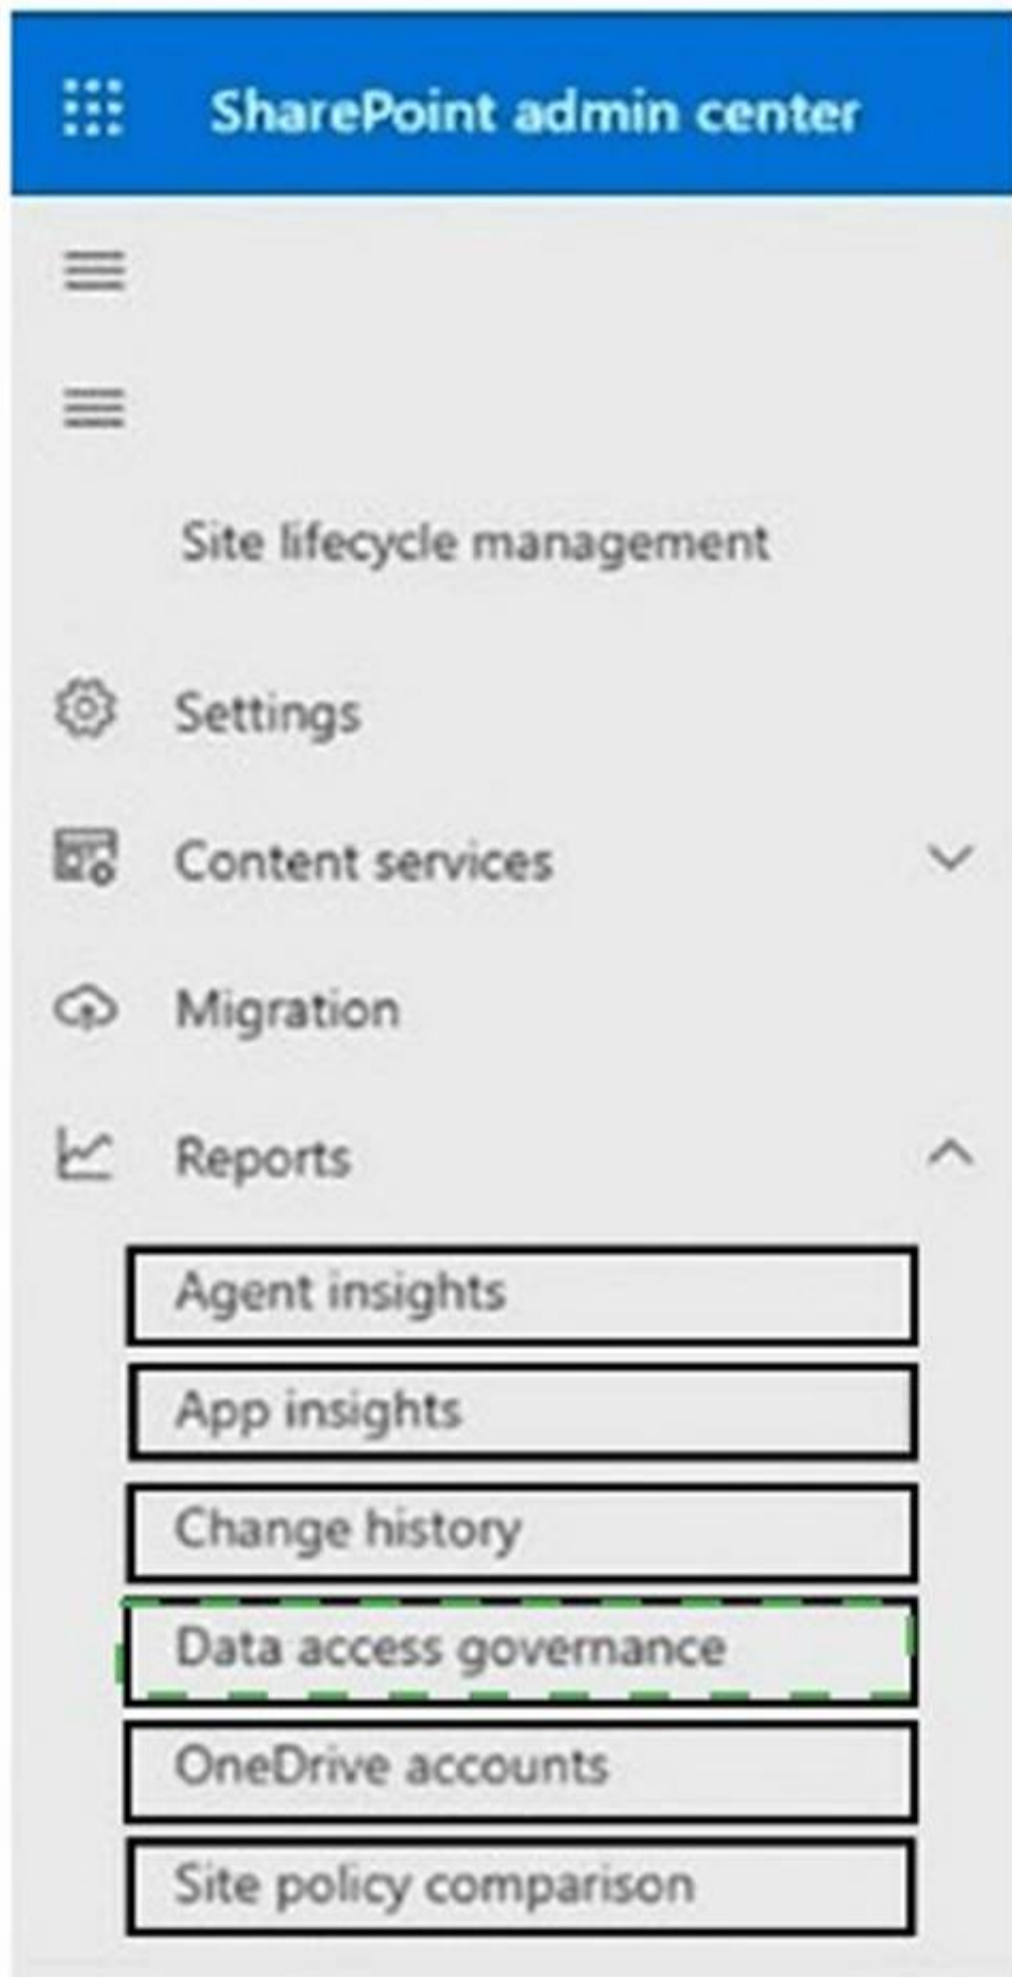 SharePoint admin center
Site lifecycle management
Settings
Content services
Migration
Reports
Agent insights
App insights
Change history
Data access governance
OneDrive accounts
Site policy comparison